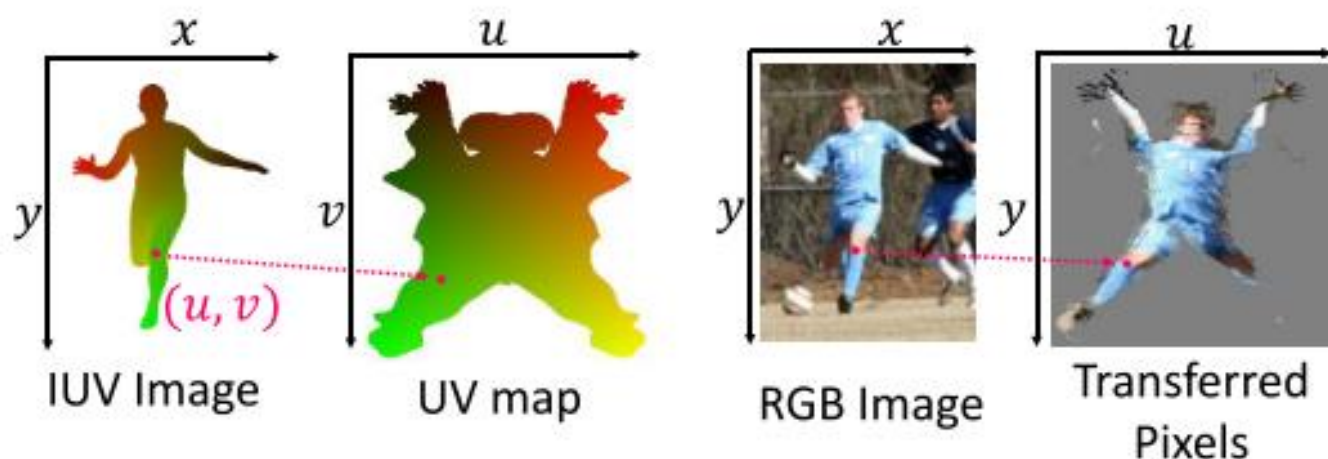 x
u
x
u
y
v
y
y
(u, v)
IUV Image
UV map
RGB Image
Transferred
Pixels